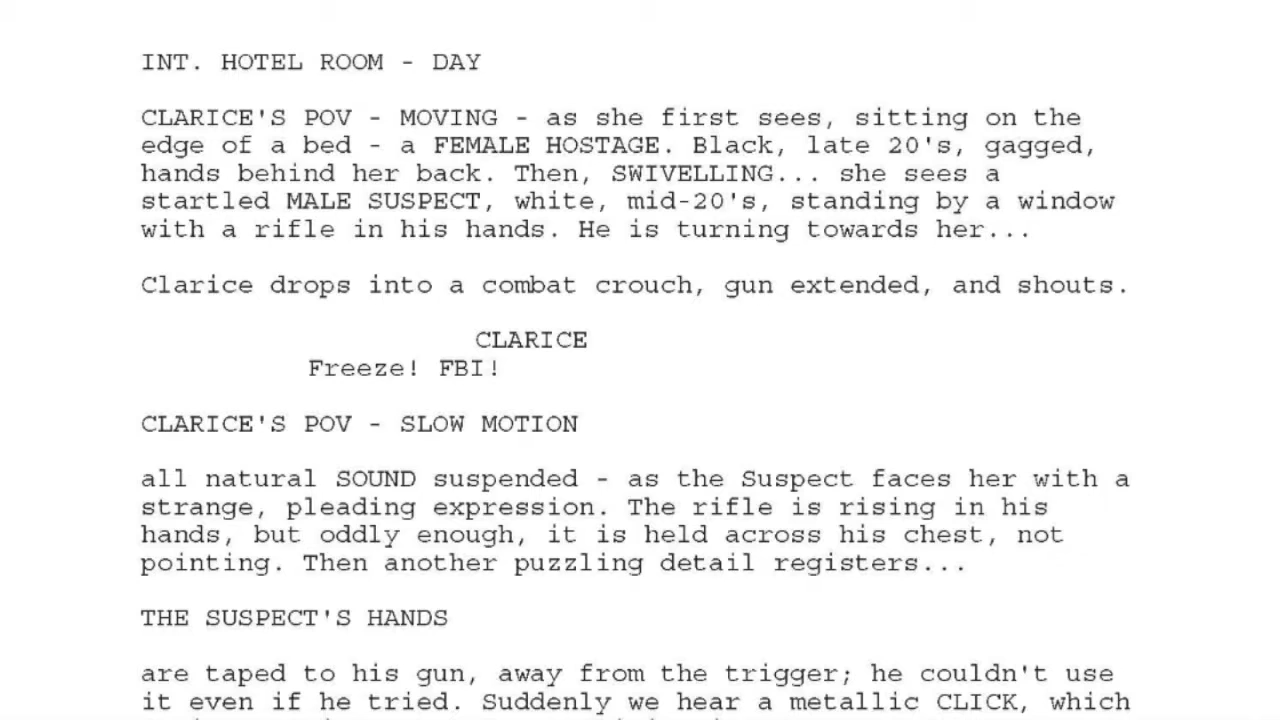 INT. HOTEL ROOM - DAY
CLARICE'S POV - MOVING - as she first sees, sitting on the
edge of a bed - a FEMALE HOSTAGE. Black, late 20's, gagged,
hands behind her back. Then, SWIVELLING... she sees a
startled MALE SUSPECT, white, mid-20's, standing by a window
with a rifle in his hands. He is turning towards her...
Clarice drops into a combat crouch, gun extended, and shouts.
CLARICE
Freeze! FBI!
CLARICE'S POV - SLOW MOTION
all natural SOUND suspended - as the Suspect faces her with a
strange, pleading expression. The rifle is rising in his
hands, but oddly enough, it is held across his chest, not
pointing. Then another puzzling detail registers...
THE SUSPECT'S HANDS
are taped to his gun, away from the trigger; he couldn't use
it even if he tried. Suddenly we hear a metallic CLICK, which